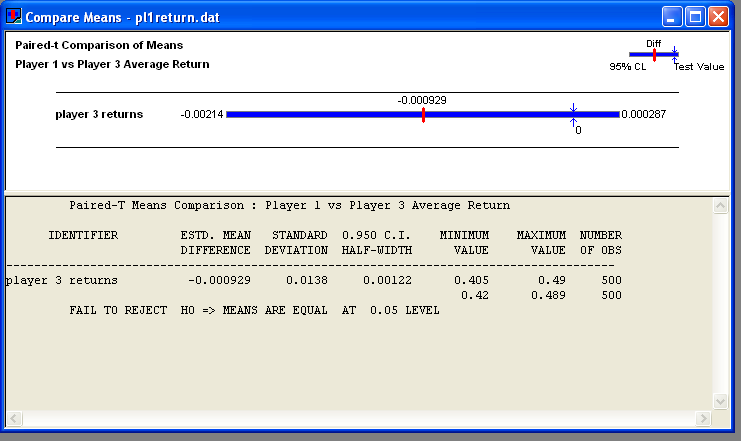 Compare Means - pl1return.dat
Paired-t Comparison of Means
Player 1 vs Player 3 Average Return
Diff
95% CL Test Value
-0.000929
player 3 returns -0.00214 0.000287
0
Paired-T Means Comparison : Player 1 vs Player 3 Average Return
IDENTIFIER ESTD. MEAN STANDARD 0.950 C.I. MINIMUM MAXIMUM NUMBER
DIFFERENCE DEVIATION HALF-WIDTH VALUE VALUE OF OBS
player 3 returns -0.000929 0.0138 0.00122 0.405 0.49 500
0.42 0.489 500
FAIL TO REJECT H0 => MEANS ARE EQUAL AT 0.05 LEVEL